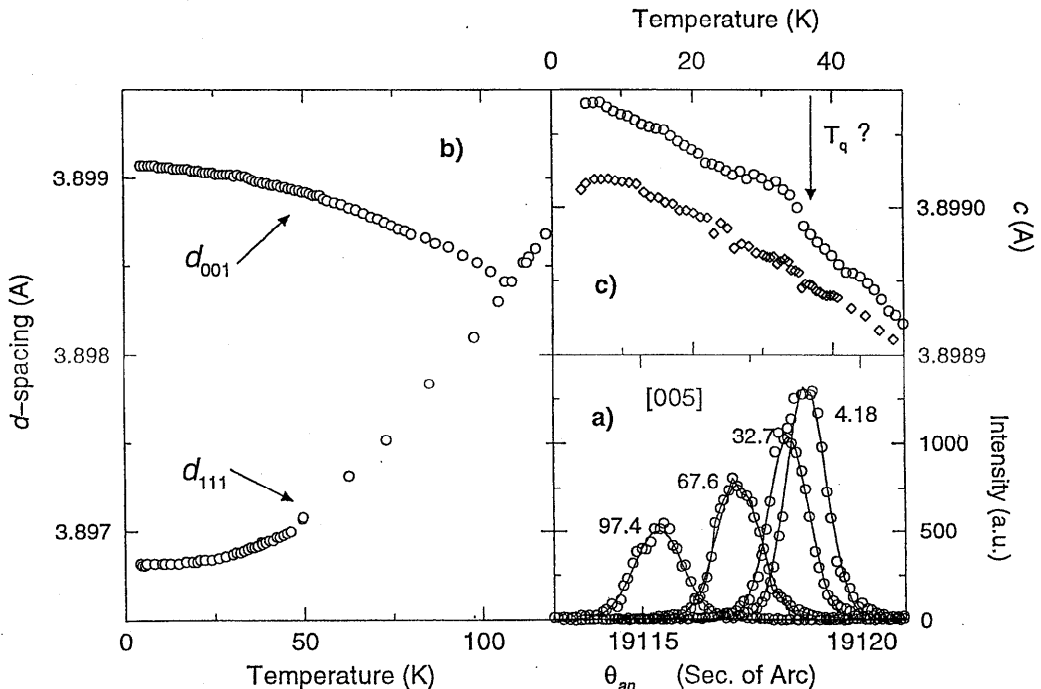 Temperature (K)
0 20 40
b)
T_q ?
3.899
3.8990
d_001
c (A)
c)
d-spacing (A)
3.898
3.8989
[005]
a)
4.18
32.7
1000
Intensity (a.u.)
d_111
67.6
97.4
500
3.897
0
0 50 100
19115 19120
Temperature (K)
θ_an (Sec. of Arc)